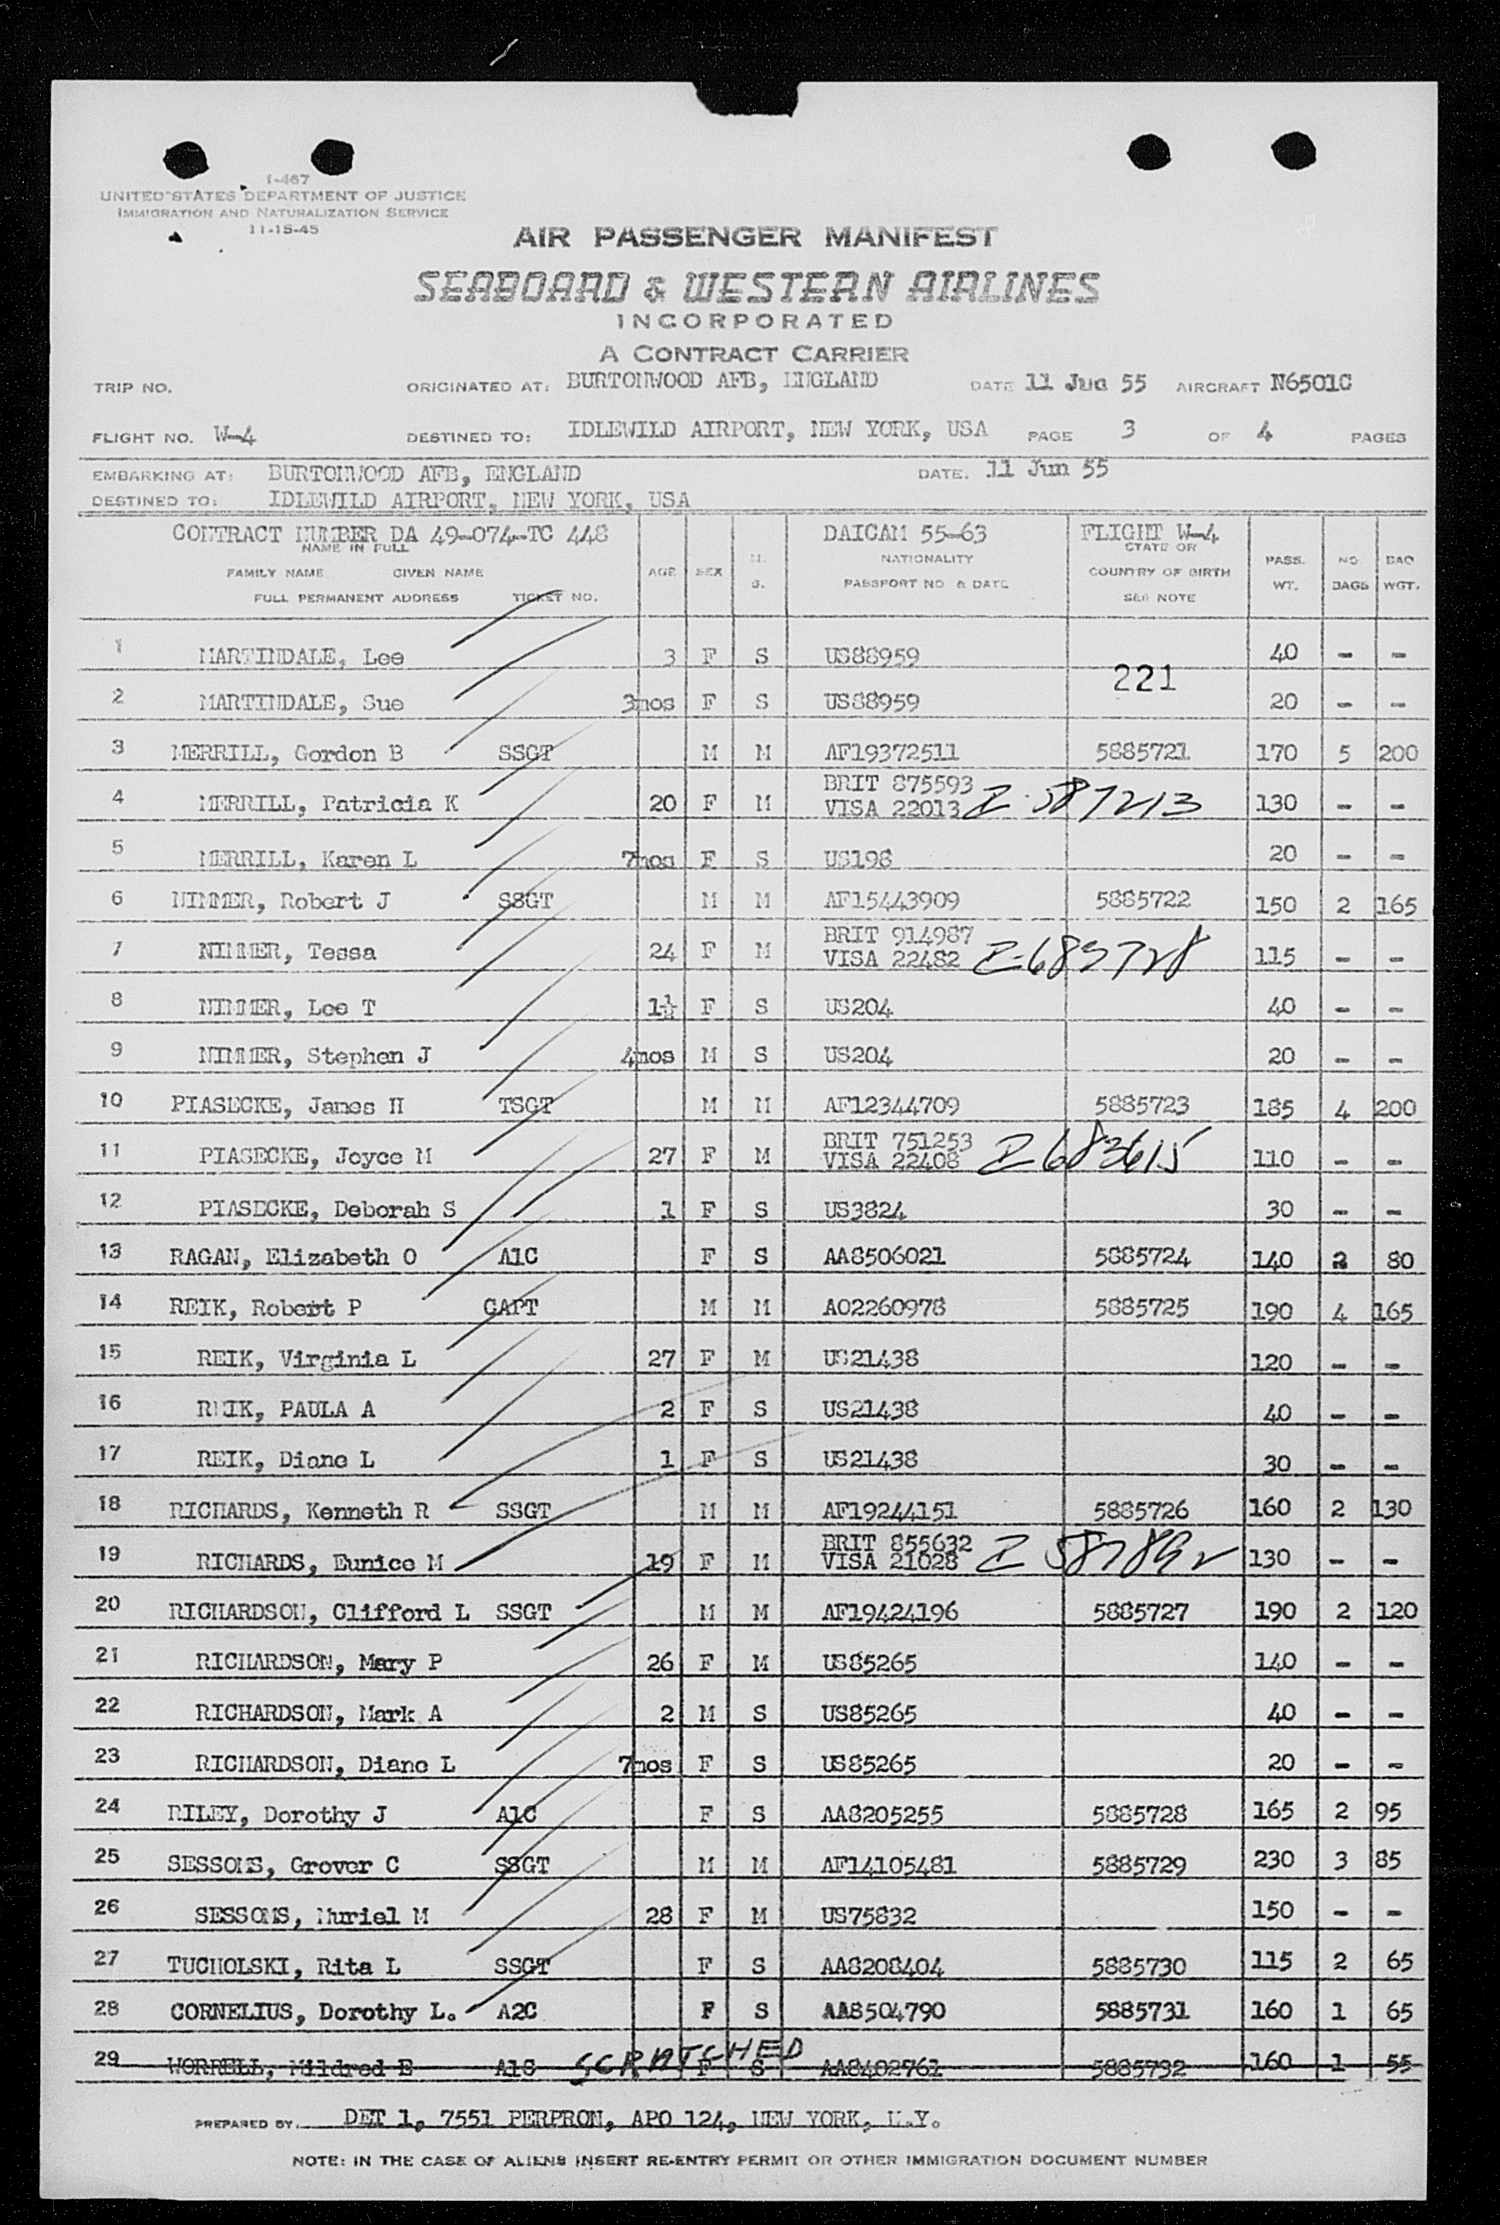 I-467
UNITED STATES DEPARTMENT OF JUSTICE
IMMIGRATION AND NATURALIZATION SERVICE
11-15-45
AIR PASSENGER MANIFEST
SEABOARD & WESTERN AIRLINES
INCORPORATED
A CONTRACT CARRIER
TRIP NO. ORIGINATED AT: BURTONWOOD AFB, ENGLAND DATE 11 Jun 55 AIRCRAFT N6501C
FLIGHT NO. W-4 DESTINED TO: IDLEWILD AIRPORT, NEW YORK, USA PAGE 3 OF 4 PAGES
EMBARKING AT: BURTONWOOD AFB, ENGLAND DATE. 11 Jun 55
DESTINED TO: IDLEWILD AIRPORT, NEW YORK, USA
CONTRACT NUMBER DA 49-074-TC 448 DAICAM 55-63 FLIGHT W-4
NAME IN FULL M. NATIONALITY STATE OR PASS. NO BAG
FAMILY NAME GIVEN NAME AGE SEX PASSPORT NO & DATE COUNTRY OF BIRTH WT. BAGS WGT.
FULL PERMANENT ADDRESS TICKET NO. S. SEE NOTE
1 MARTINDALE, Lee 3 F S US88959 40 - -
221
2 MARTINDALE, Sue 3mos F S US88959 20 - -
3 MERRILL, Gordon B SSGT M M AF19372511 5885721 170 5 200
4 MERRILL, Patricia K 20 F M BRIT 875593 VISA 22013 Z-587213 130 - -
5 MERRILL, Karen L 7mos F S US198 20 - -
6 NIMMER, Robert J SSGT M M AF15443909 5885722 150 2 165
7 NIMMER, Tessa 24 F M BRIT 914987 VISA 22482 Z-683728 115 - -
8 NIMMER, Lee T 1½ F S US204 40 - -
9 NIMMER, Stephen J 4mos M S US204 20 - -
10 PIASECKE, James H TSGT M M AF12344709 5885723 185 4 200
11 PIASECKE, Joyce M 27 F M BRIT 751253 VISA 22408 Z683615 110 - -
12 PIASECKE, Deborah S 1 F S US3824 30 - -
13 RAGAN, Elizabeth O A1C F S AA8506021 5885724 140 2 80
14 REIK, Robert P CAPT M M AO2260978 5885725 190 4 165
15 REIK, Virginia L 27 F M US21438 120 - -
16 REIK, PAULA A 2 F S US21438 40 - -
17 REIK, Diane L 1 F S US21438 30 - -
18 RICHARDS, Kenneth R SSGT M M AF19244151 5885726 160 2 130
19 RICHARDS, Eunice M 19 F M BRIT 855632 VISA 21028 Z 587892 130 - -
20 RICHARDSON, Clifford L SSGT M M AF19424196 5885727 190 2 120
21 RICHARDSON, Mary P 26 F M US85265 140 - -
22 RICHARDSON, Mark A 2 M S US85265 40 - -
23 RICHARDSON, Diane L 7mos F S US85265 20 - -
24 RILEY, Dorothy J A1C F S AA8205255 5885728 165 2 95
25 SESSOMS, Grover C SSGT M M AF14105481 5885729 230 3 85
26 SESSOMS, Muriel M 28 F M US75832 150 - -
27 TUCHOLSKI, Rita L SSGT F S AA8208404 5885730 115 2 65
28 CORNELIUS, Dorothy L. A2C F S AA8504790 5885731 160 1 65
29 WORRELL, Mildred E A1C SCRATCHED F S AA8402761 5885732 160 1 55
PREPARED BY. DET 1, 7551 PERPRON, APO 124, NEW YORK, N.Y.
NOTE: IN THE CASE OF ALIENS INSERT RE-ENTRY PERMIT OR OTHER IMMIGRATION DOCUMENT NUMBER